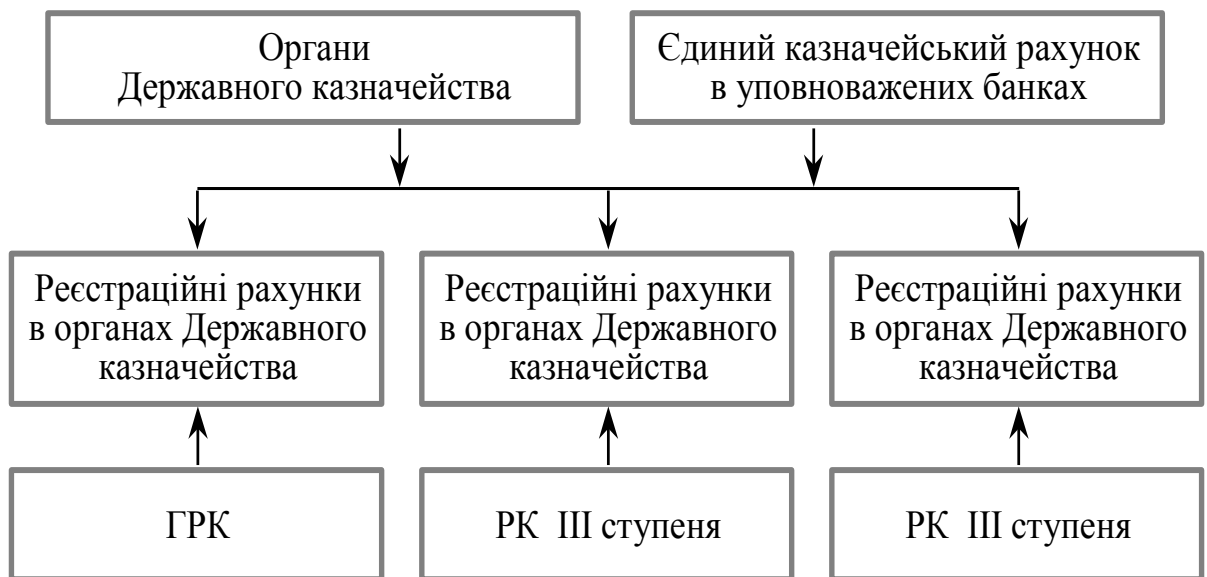 Органи
Державного казначейства
Єдиний казначейський рахунок
в уповноважених банках
Реєстраційні рахунки
в органах Державного
казначейства
Реєстраційні рахунки
в органах Державного
казначейства
Реєстраційні рахунки
в органах Державного
казначейства
ГРК
РК III ступеня
РК III ступеня